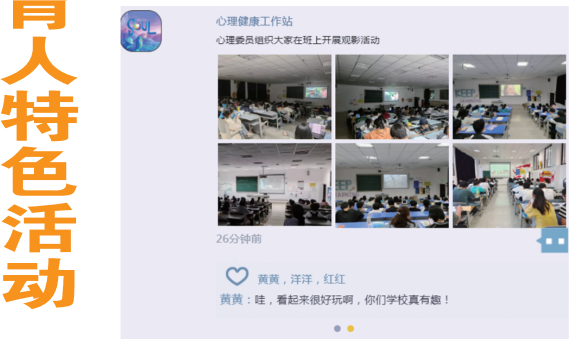 育人特色活动
心理健康工作站
心理委员组织大家在班上开展观影活动
26分钟前
黄黄，洋洋，红红
黄黄：哇，看起来很好玩啊，你们学校真有趣！